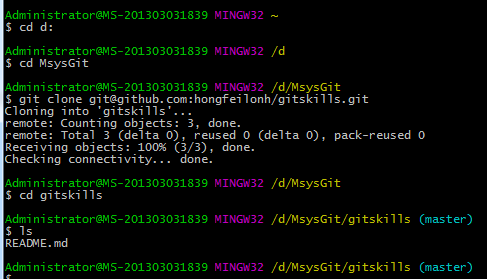 Administrator@MS-201303031839 MINGW32 ~
$ cd d:
Administrator@MS-201303031839 MINGW32 /d
$ cd MsysGit
Administrator@MS-201303031839 MINGW32 /d/MsysGit
$ git clone git@github.com:hongfeilonh/gitskills.git
Cloning into 'gitskills'...
remote: Counting objects: 3, done.
remote: Total 3 (delta 0), reused 0 (delta 0), pack-reused 0
Receiving objects: 100% (3/3), done.
Checking connectivity... done.
Administrator@MS-201303031839 MINGW32 /d/MsysGit
$ cd gitskills
Administrator@MS-201303031839 MINGW32 /d/MsysGit/gitskills (master)
$ ls
README.md
Administrator@MS-201303031839 MINGW32 /d/MsysGit/gitskills (master)
$